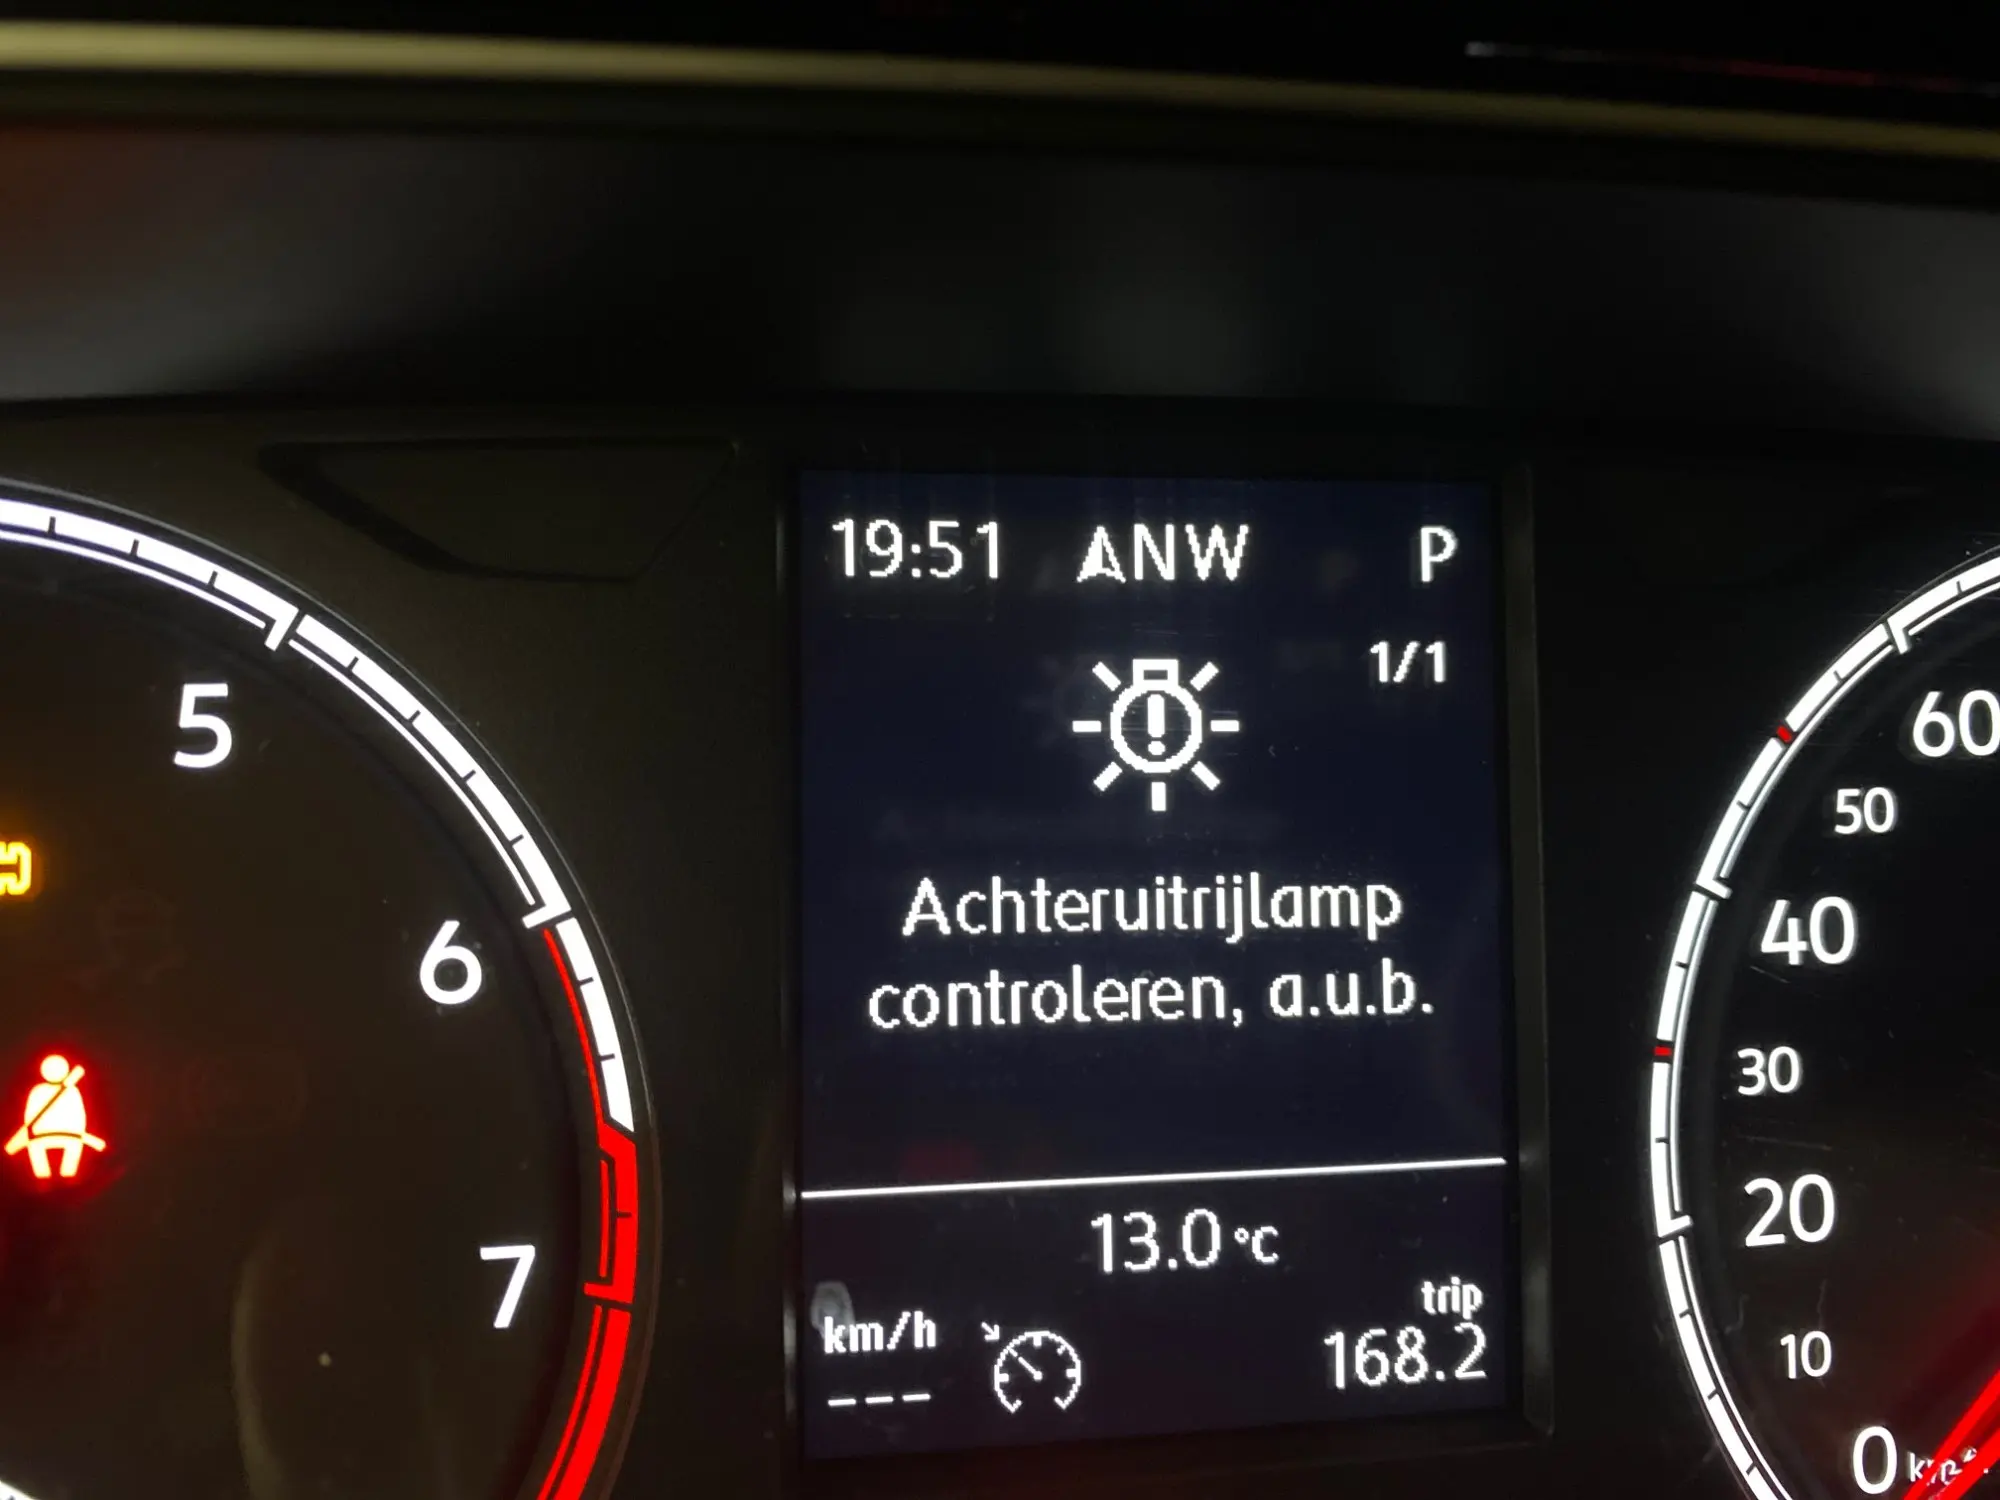 19:51 NW P
1/1
Achteruitrijlamp
controleren, a.u.b.
13.0 °C
trip
km/h
---
168.2
5
6
7
60
50
40
30
20
10
0